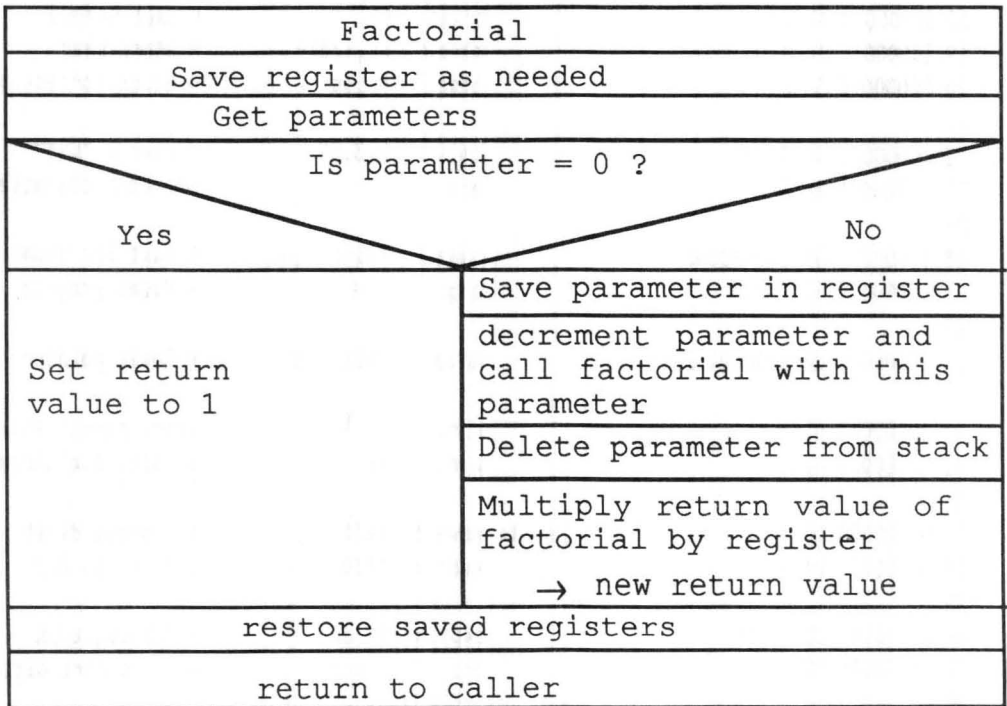 Factorial
Save register as needed
Get parameters
Is parameter = 0 ?
Yes
No
Set return
value to 1
Save parameter in register
decrement parameter and
call factorial with this
parameter
Delete parameter from stack
Multiply return value of
factorial by register
→ new return value
restore saved registers
return to caller